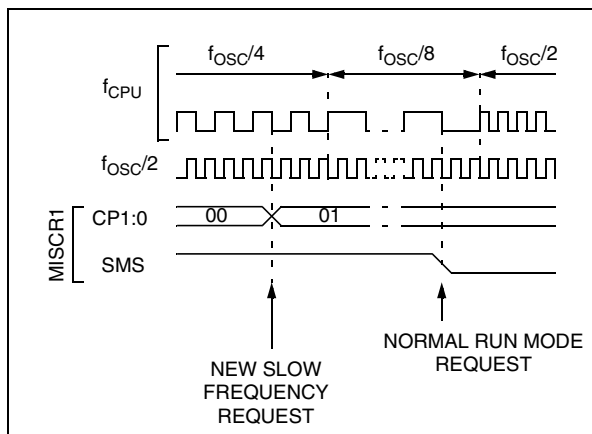 fOSC/4 fOSC/8 fOSC/2
fCPU
fOSC/2
MISCR1
CP1:0 00 01
SMS
NEW SLOW
FREQUENCY
REQUEST
NORMAL RUN MODE
REQUEST